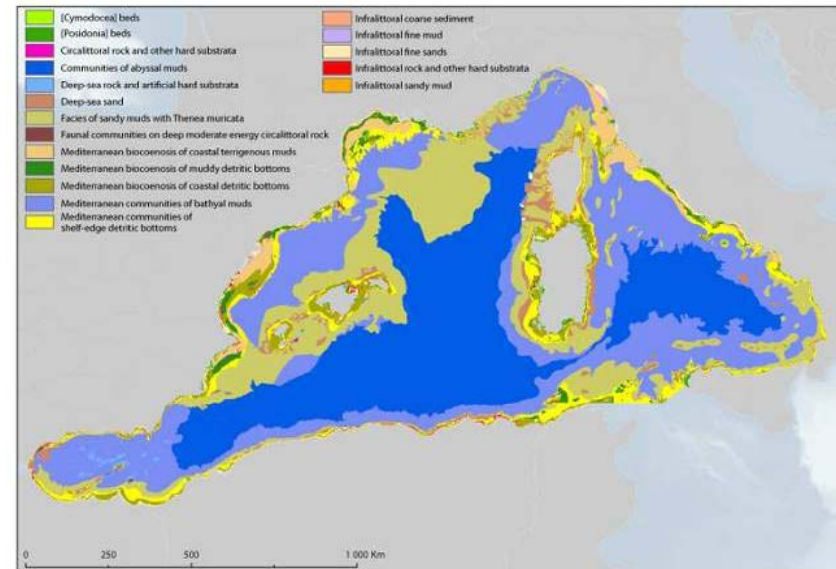 [Cymodocea] beds
[Posidonia] beds
Circalittoral rock and other hard substrata
Communities of abyssal muds
Deep-sea rock and artificial hard substrata
Deep-sea sand
Facies of sandy muds with Thenea muricata
Faunal communities on deep moderate energy circalittoral rock
Mediterranean biocoenosis of coastal terrigenous muds
Mediterranean biocoenosis of muddy detritic bottoms
Mediterranean biocoenosis of coastal detritic bottoms
Mediterranean communities of bathyal muds
Mediterranean communities of
shelf-edge detritic bottoms
Infralittoral coarse sediment
Infralittoral fine mud
Infralittoral fine sands
Infralittoral rock and other hard substrata
Infralittoral sandy mud
0 250 500 1 000 Km